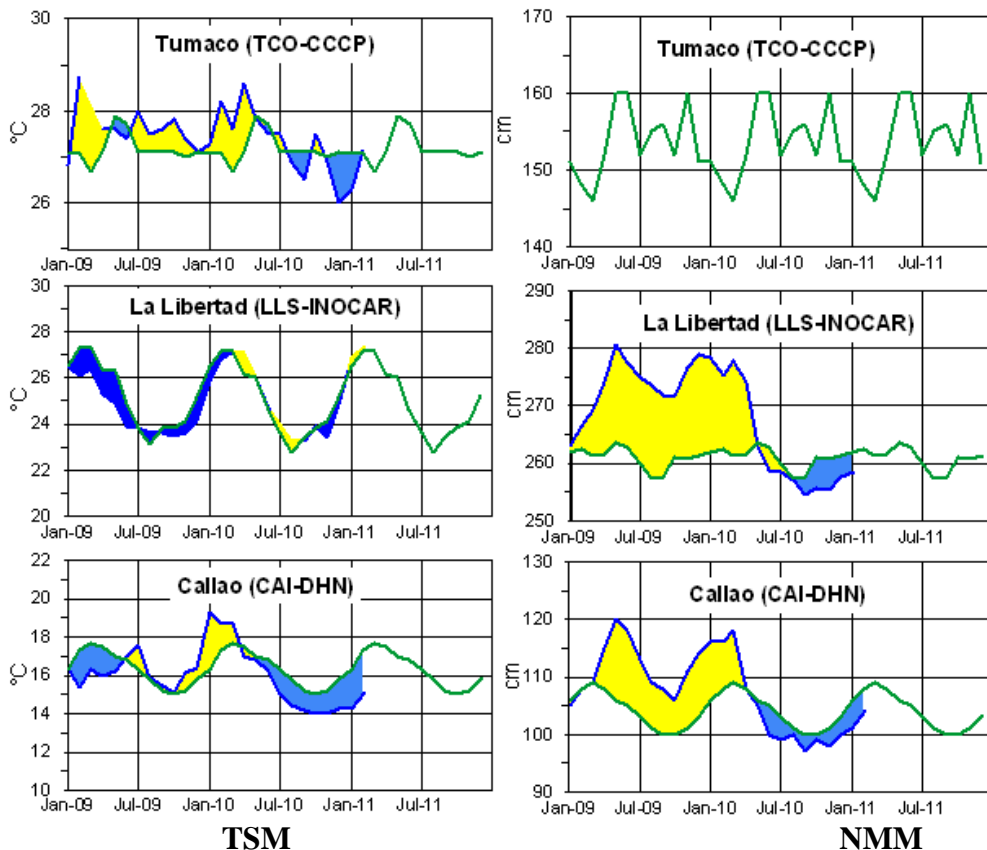 30
Tumaco (TCO-CCCP)
28
°C
26
Jan-09 Jul-09 Jan-10 Jul-10 Jan-11 Jul-11
170
Tumaco (TCO-CCCP)
160
cm
150
140
Jan-09 Jul-09 Jan-10 Jul-10 Jan-11 Jul-11
30
La Libertad (LLS-INOCAR)
28
26
°C
24
22
20
Jan-09 Jul-09 Jan-10 Jul-10 Jan-11 Jul-11
290
La Libertad (LLS-INOCAR)
280
cm
270
260
250
Jan-09 Jul-09 Jan-10 Jul-10 Jan-11 Jul-11
22
Callao (CAI-DHN)
20
18
°C
16
14
12
10
Jan-09 Jul-09 Jan-10 Jul-10 Jan-11 Jul-11
130
Callao (CAI-DHN)
120
cm
110
100
90
Jan-09 Jul-09 Jan-10 Jul-10 Jan-11 Jul-11
TSM
NMM